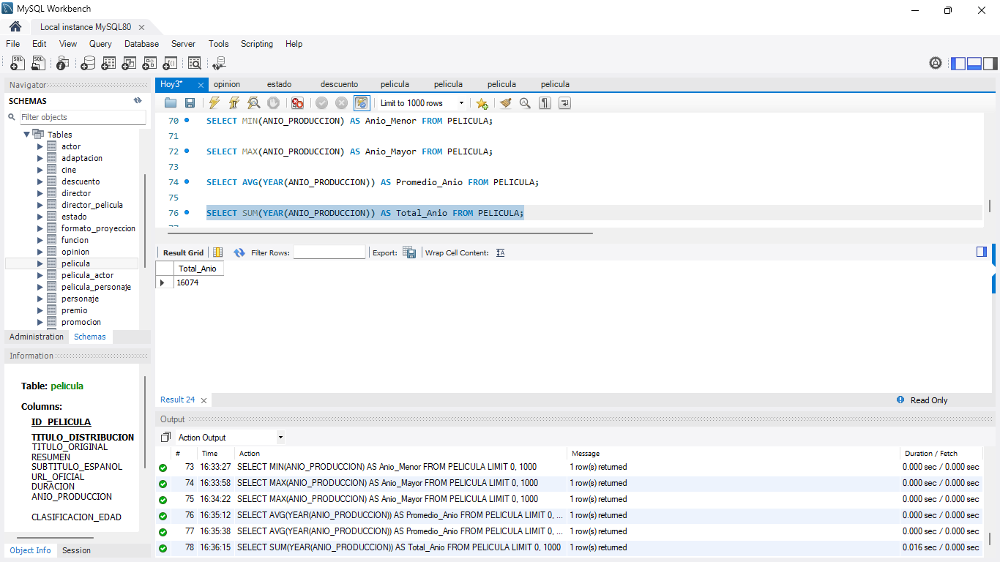 MySQL Workbench
Local instance MySQL80
File Edit View Query Database Server Tools Scripting Help
Navigator
SCHEMAS
Filter objects
Tables
actor
adaptacion
cine
descuento
director
director_pelicula
estado
formato_proyeccion
funcion
opinion
pelicula
pelicula_actor
pelicula_personaje
personaje
premio
promocion
Administration Schemas
Information
Table: pelicula
Columns:
ID_PELICULA
TITULO_DISTRIBUCION
TITULO_ORIGINAL
RESUMEN
SUBTITULO_ESPANOL
URL_OFICIAL
DURACION
ANIO_PRODUCCION
CLASIFICACION_EDAD
Object Info Session
Hoy3* opinion estado descuento pelicula pelicula pelicula pelicula
Limit to 1000 rows
70 SELECT MIN(ANIO_PRODUCCION) AS Anio_Menor FROM PELICULA;
71
72 SELECT MAX(ANIO_PRODUCCION) AS Anio_Mayor FROM PELICULA;
73
74 SELECT AVG(YEAR(ANIO_PRODUCCION)) AS Promedio_Anio FROM PELICULA;
75
76 SELECT SUM(YEAR(ANIO_PRODUCCION)) AS Total_Anio FROM PELICULA;
Result Grid Filter Rows: Export: Wrap Cell Content:
Total_Anio
16074
Result 24 Read Only
Output
Action Output
# Time Action Message Duration / Fetch
73 16:33:27 SELECT MIN(ANIO_PRODUCCION) AS Anio_Menor FROM PELICULA LIMIT 0, 1000 1 row(s) returned 0.000 sec / 0.000 sec
74 16:33:58 SELECT MAX(ANIO_PRODUCCION) AS Anio_Mayor FROM PELICULA LIMIT 0, 1000 1 row(s) returned 0.000 sec / 0.000 sec
75 16:34:22 SELECT MAX(ANIO_PRODUCCION) AS Anio_Mayor FROM PELICULA LIMIT 0, 1000 1 row(s) returned 0.000 sec / 0.000 sec
76 16:35:12 SELECT AVG(YEAR(ANIO_PRODUCCION)) AS Promedio_Anio FROM PELICULA LIMIT 0, ... 1 row(s) returned 0.000 sec / 0.000 sec
77 16:35:38 SELECT AVG(YEAR(ANIO_PRODUCCION)) AS Promedio_Anio FROM PELICULA LIMIT 0, ... 1 row(s) returned 0.000 sec / 0.000 sec
78 16:36:15 SELECT SUM(YEAR(ANIO_PRODUCCION)) AS Total_Anio FROM PELICULA LIMIT 0, 1000 1 row(s) returned 0.016 sec / 0.000 sec